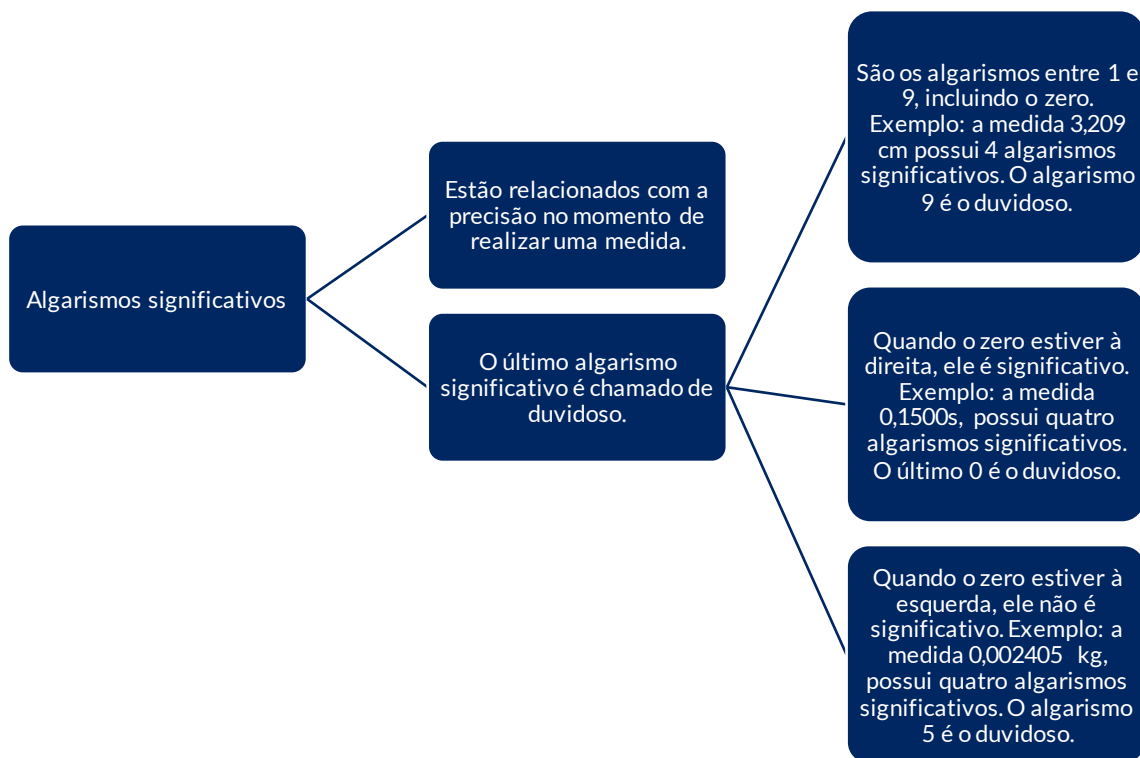 Algarismos significativos
Estão relacionados com a
precisão no momento de
realizar uma medida.
O último algarismo
significativo é chamado de
duvidoso.
São os algarismos entre 1 e
9, incluindo o zero.
Exemplo: a medida 3,209
cm possui 4 algarismos
significativos. O algarismo
9 é o duvidoso.
Quando o zero estiver à
direita, ele é significativo.
Exemplo: a medida
0,1500s, possui quatro
algarismos significativos.
O último 0 é o duvidoso.
Quando o zero estiver à
esquerda, ele não é
significativo. Exemplo: a
medida 0,002405 kg,
possui quatro algarismos
significativos. O algarismo
5 é o duvidoso.